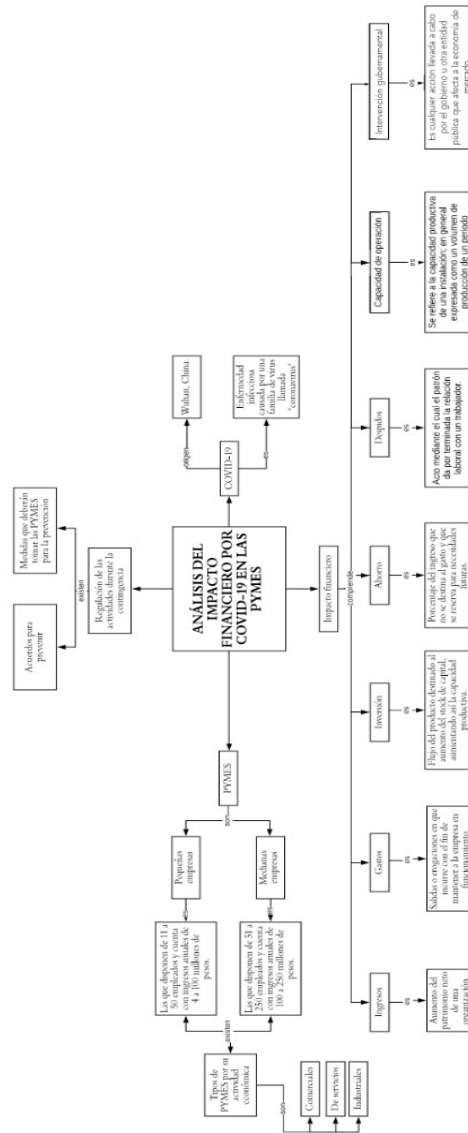 Acuerdos para
prevenir
Medidas que deberán
tomar las PYMES
para la prevención
existen
Regulación de las
actividades durante la
contingencia
Wuhan, China
origen
COVID-19
es
Enfermedad
infecciosa
causada por una
familia de virus
llamada
"coronavirus"
ANÁLISIS DEL
IMPACTO
FINANCIERO POR
COVID-19 EN LAS
PYMES
PYMES
son
Pequeñas
empresas
Medianas
empresas
es
es
Las que disponen de 11 a
50 empleados y cuenta
con ingresos anuales de
4 a 100 millones de
pesos.
Las que disponen de 51 a
250 empleados y cuenta
con ingresos anuales de
100 a 250 millones de
pesos.
existen
Tipos de
PYMES por su
actividad
económica
son
Comerciales
De servicios
Industriales
Impacto financiero
comprende
Ingresos
es
Aumento del
patrimonio neto
de una
organización
Gastos
es
Salidas o erogaciones en que
incurre con el fin de
mantener a la empresa en
funcionamiento.
Inversión
es
Flujo del producto destinado al
aumento del stock de capital,
aumentando así la capacidad
productiva.
Ahorro
es
Porcentaje del ingreso que
no se destina al gasto y que
se reserva para necesidades
futuras.
Despidos
es
Acto mediante el cual el patrón
da por terminada la relación
laboral con un trabajador.
Capacidad de operación
es
Se refiere a la capacidad productiva
de una instalación; en general
expresada como un volumen de
producción de un periodo
Intervención gubernamental
es
Es cualquier acción llevada a cabo
por el gobierno u otra entidad
pública que afecta a la economía de
mercado